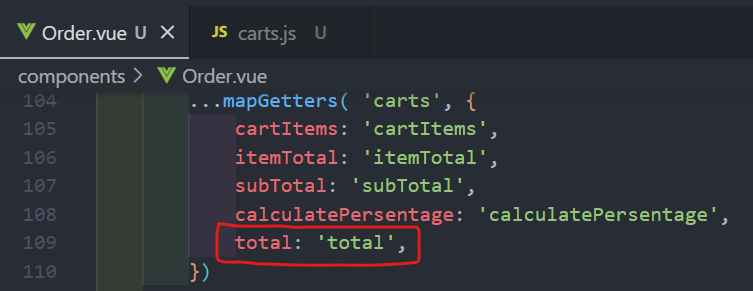 Order.vue U × JS carts.js U
components > Order.vue
104 ...mapGetters( 'carts', {
105 cartItems: 'cartItems',
106 itemTotal: 'itemTotal',
107 subTotal: 'subTotal',
108 calculatePersentage: 'calculatePersentage',
109 total: 'total',
110 })